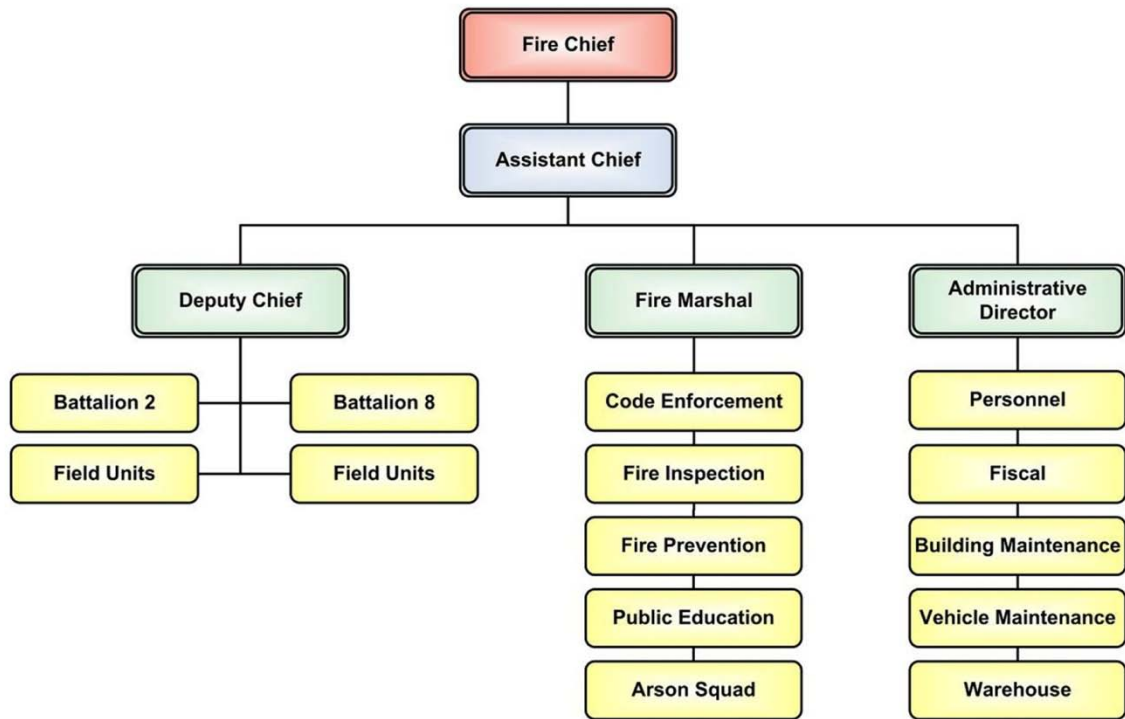 Fire Chief
Assistant Chief
Deputy Chief
Fire Marshal
Administrative
Director
Battalion 2
Battalion 8
Field Units
Field Units
Code Enforcement
Fire Inspection
Fire Prevention
Public Education
Arson Squad
Personnel
Fiscal
Building Maintenance
Vehicle Maintenance
Warehouse